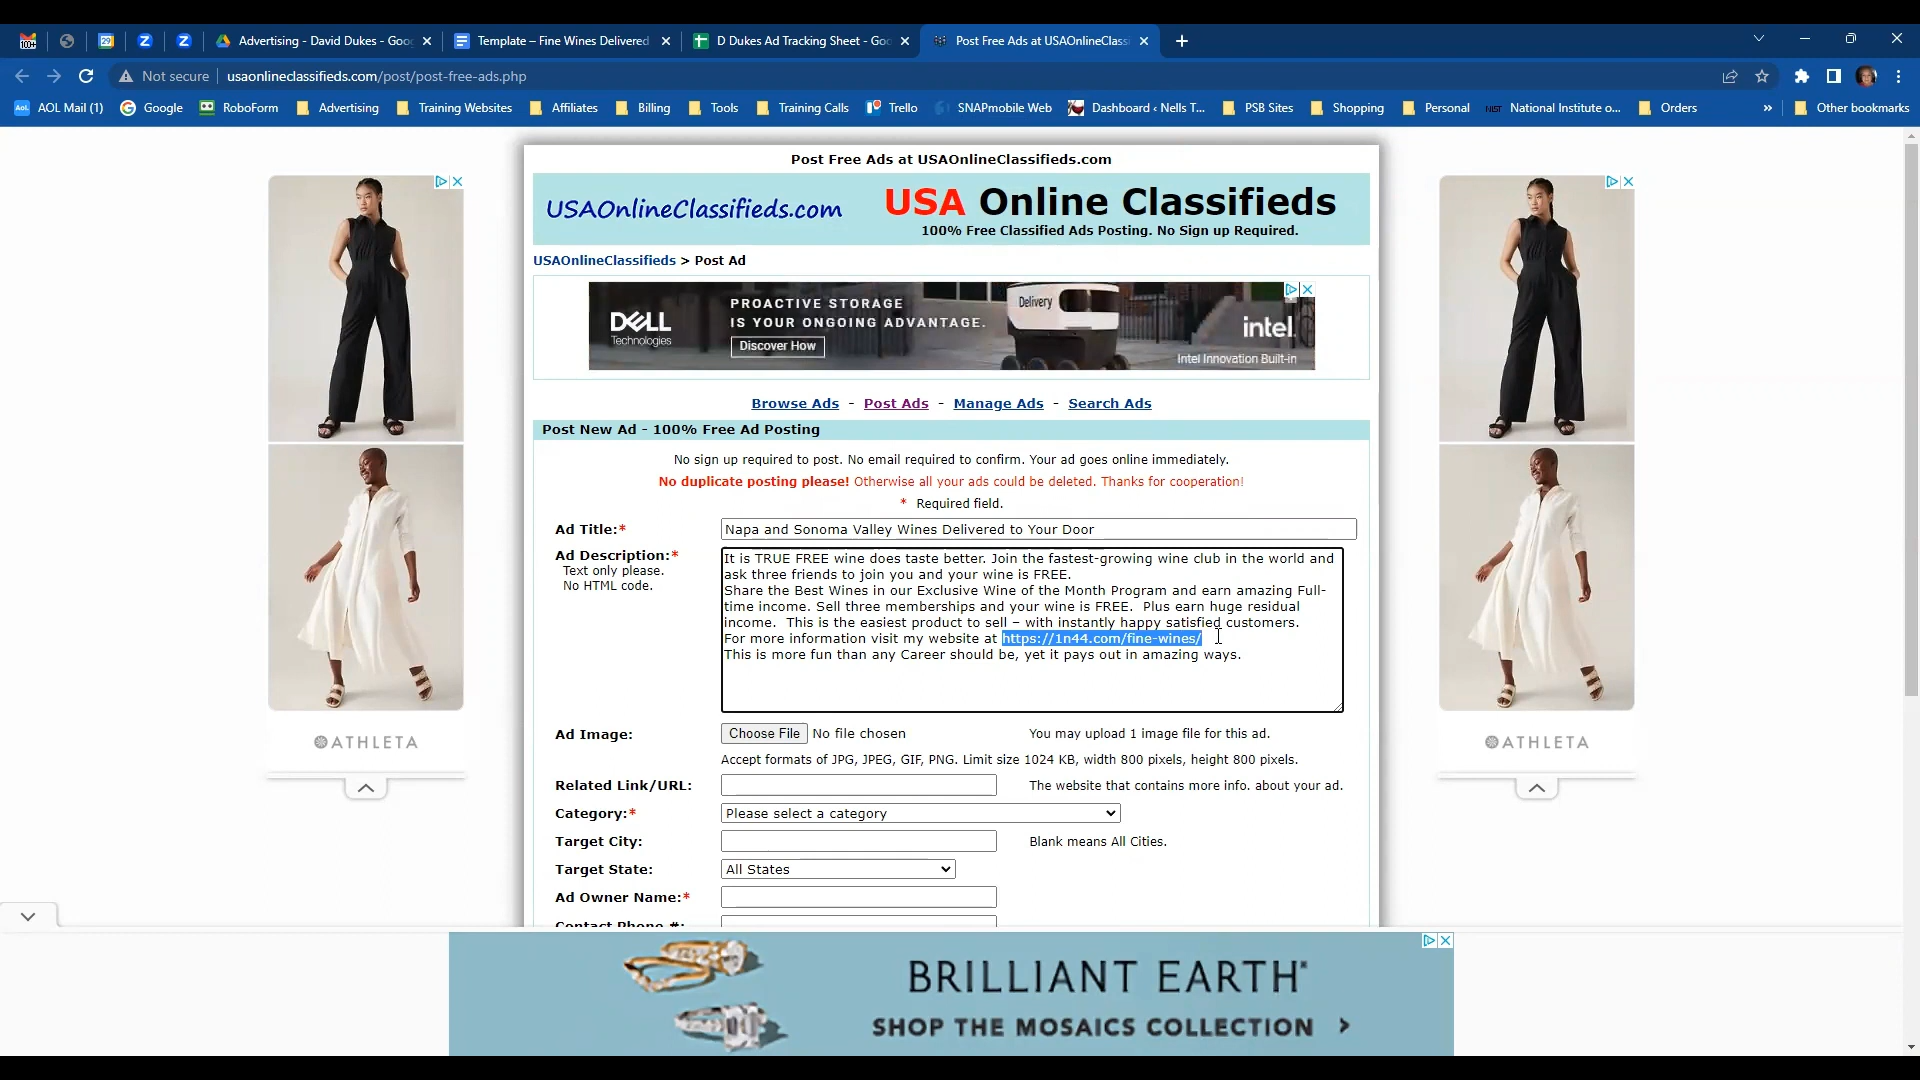 Advertising - David Dukes - Goo
Template – Fine Wines Delivered
D Dukes Ad Tracking Sheet - Goo
Post Free Ads at USAOnlineClassi
Not secure
usaonlineclassifieds.com/post/post-free-ads.php
AOL Mail (1)
Google
RoboForm
Advertising
Training Websites
Affiliates
Billing
Tools
Training Calls
Trello
SNAPmobile Web
Dashboard ‹ Nells T...
PSB Sites
Shopping
Personal
National Institute o...
Orders
»
Other bookmarks
Post Free Ads at USAOnlineClassifieds.com
USAOnlineClassifieds.com
USA Online Classifieds
100% Free Classified Ads Posting. No Sign up Required.
USAOnlineClassifieds > Post Ad
DELL
Technologies
PROACTIVE STORAGE
IS YOUR ONGOING ADVANTAGE.
Discover How
Delivery
intel.
Intel Innovation Built-in
Browse Ads - Post Ads - Manage Ads - Search Ads
Post New Ad - 100% Free Ad Posting
No sign up required to post. No email required to confirm. Your ad goes online immediately.
No duplicate posting please! Otherwise all your ads could be deleted. Thanks for cooperation!
* Required field.
Ad Title:* Napa and Sonoma Valley Wines Delivered to Your Door
Ad Description:*
Text only please.
No HTML code.
It is TRUE FREE wine does taste better. Join the fastest-growing wine club in the world and
ask three friends to join you and your wine is FREE.
Share the Best Wines in our Exclusive Wine of the Month Program and earn amazing Full-
time income. Sell three memberships and your wine is FREE.  Plus earn huge residual
income.  This is the easiest product to sell – with instantly happy satisfied customers.
For more information visit my website at https://1n44.com/fine-wines/
This is more fun than any Career should be, yet it pays out in amazing ways.
Ad Image: Choose File No file chosen You may upload 1 image file for this ad.
Accept formats of JPG, JPEG, GIF, PNG. Limit size 1024 KB, width 800 pixels, height 800 pixels.
Related Link/URL: The website that contains more info. about your ad.
Category:* Please select a category
Target City: Blank means All Cities.
Target State: All States
Ad Owner Name:*
Contact Phone #:
ATHLETA
ATHLETA
BRILLIANT EARTH
SHOP THE MOSAICS COLLECTION >